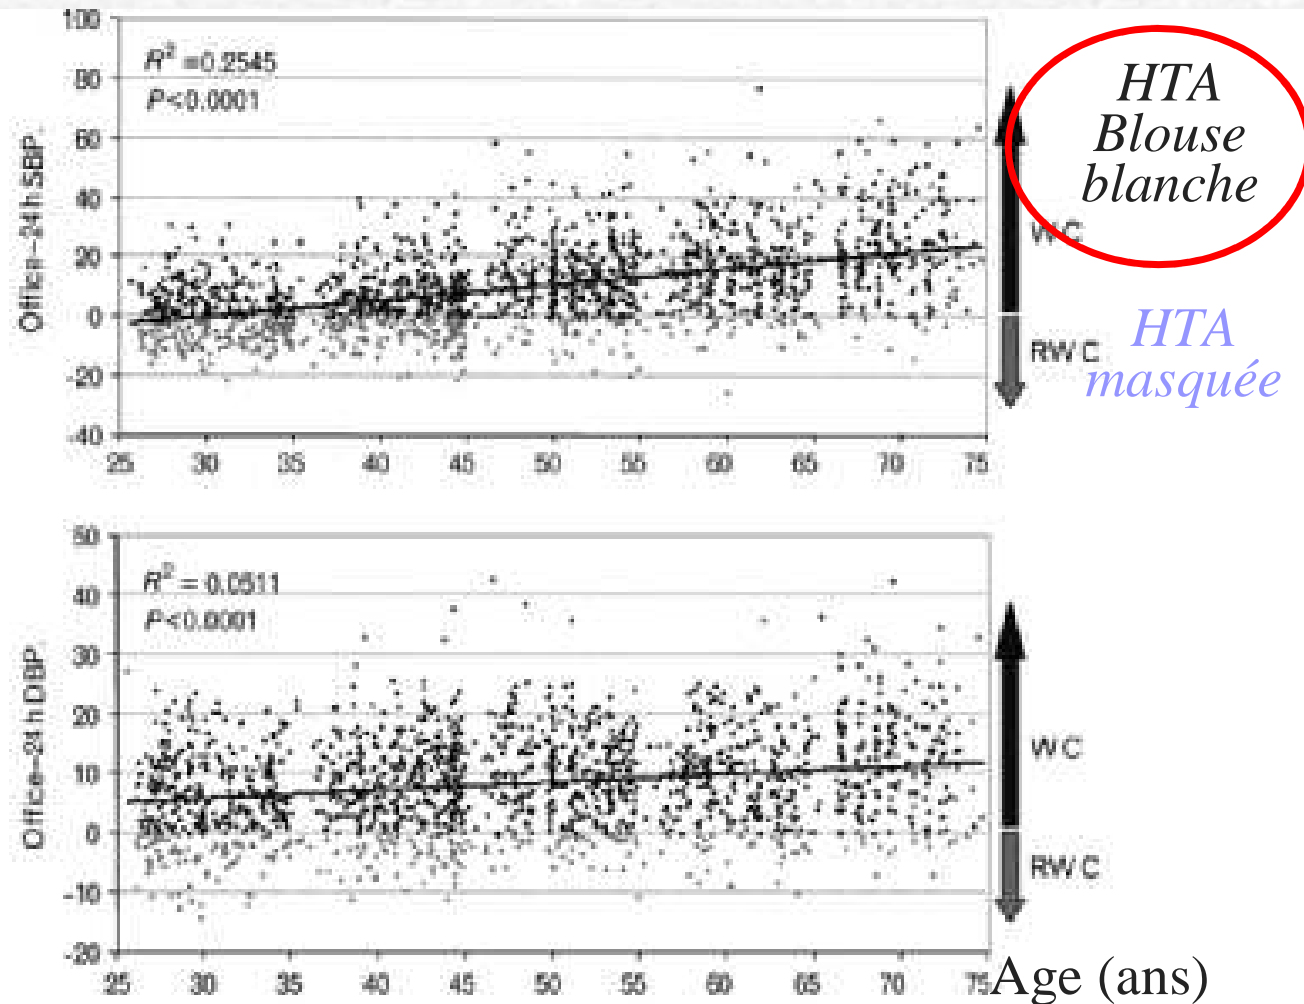 100
80
60
40
20
0
-20
-40
25 30 35 40 45 50 55 60 65 70 75
R² =0.2545
P<0.0001
Office–24 h SBP.
HTA
Blouse
blanche
WC
RWC
HTA
masquée
50
40
30
20
10
0
-10
-20
25 30 35 40 45 50 55 60 65 70 75
R² = 0.0511
P<0.0001
Office–24 h DBP.
WC
RWC
Age (ans)